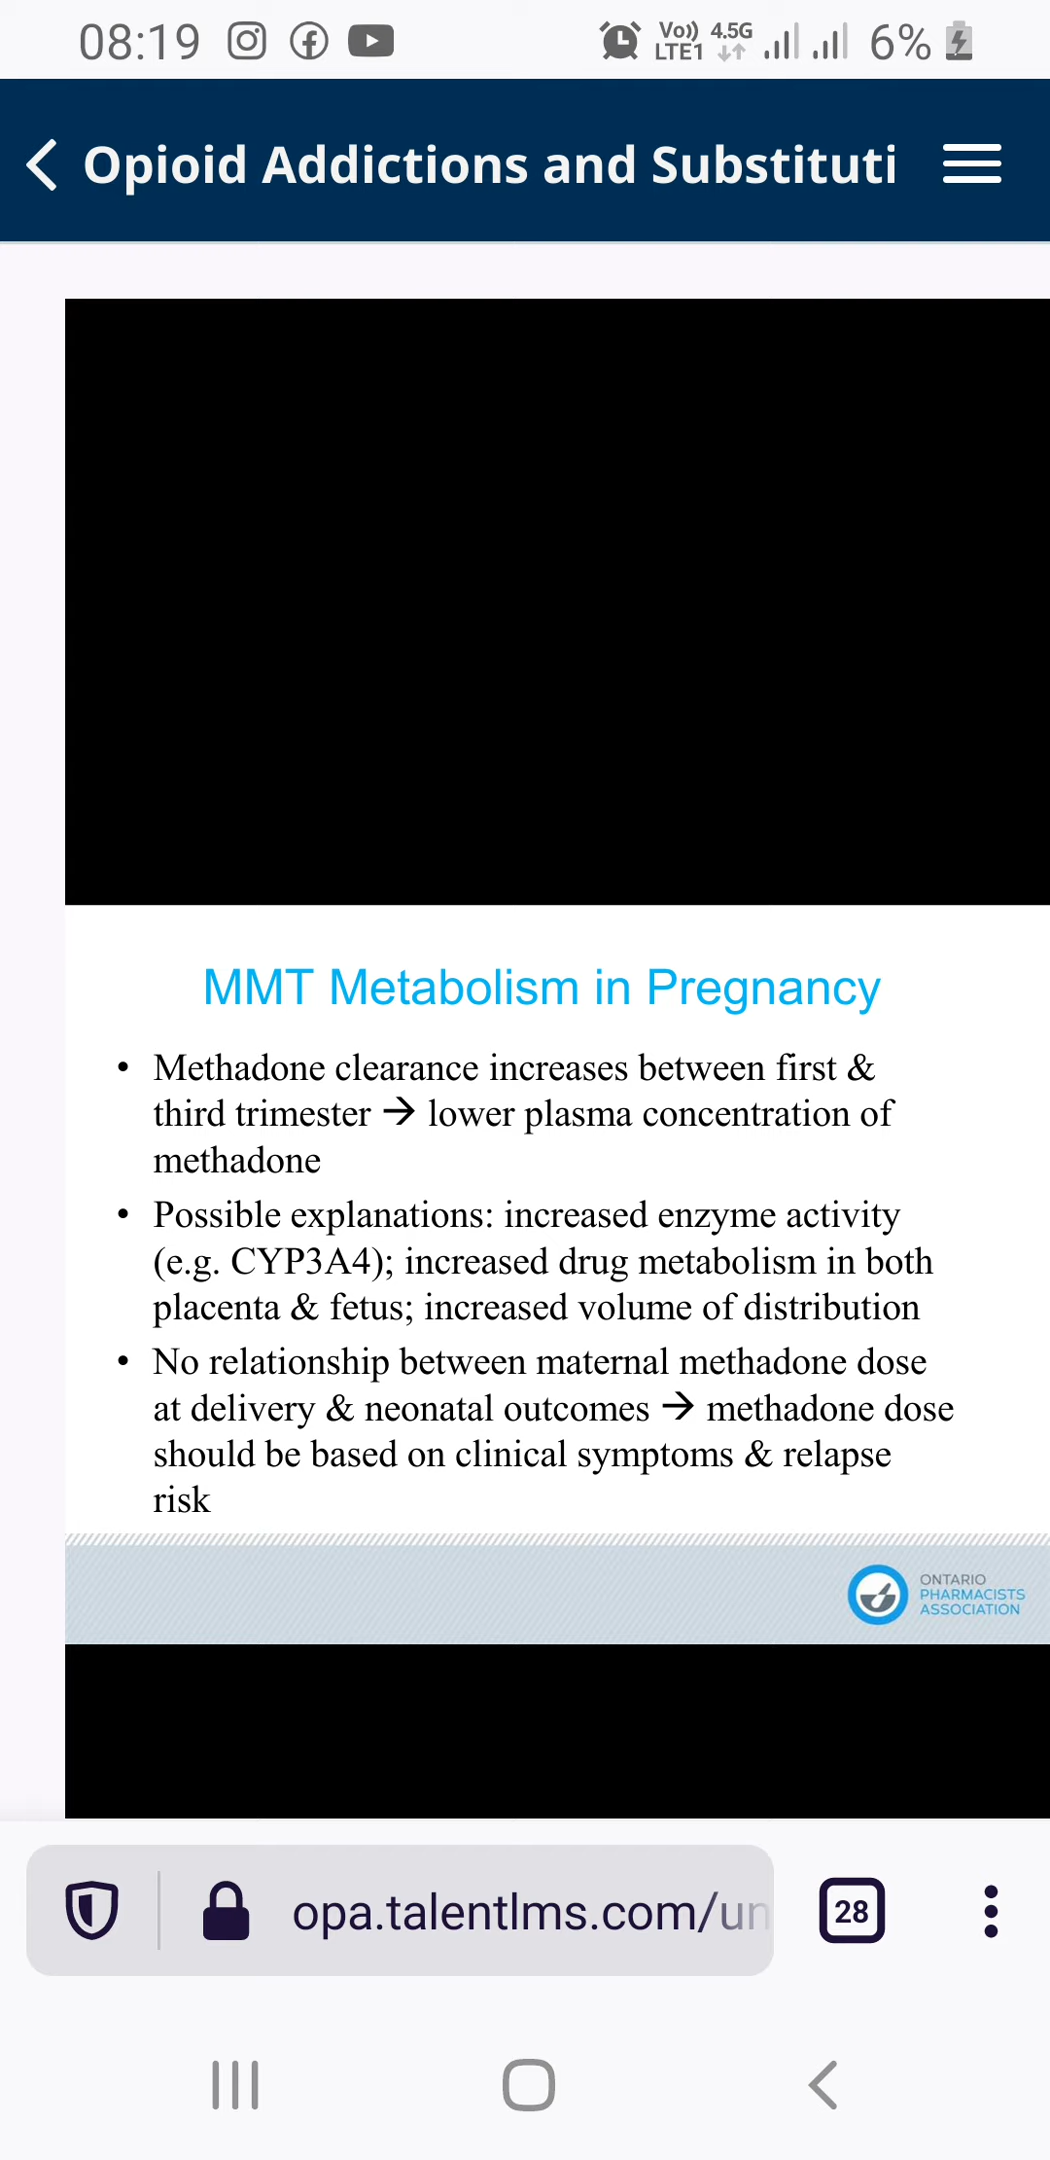 08:19 Vo)) LTE1 4.5G 6%
Opioid Addictions and Substituti
MMT Metabolism in Pregnancy
• Methadone clearance increases between first &
third trimester → lower plasma concentration of
methadone
• Possible explanations: increased enzyme activity
(e.g. CYP3A4); increased drug metabolism in both
placenta & fetus; increased volume of distribution
• No relationship between maternal methadone dose
at delivery & neonatal outcomes → methadone dose
should be based on clinical symptoms & relapse
risk
ONTARIO
PHARMACISTS
ASSOCIATION
opa.talentlms.com/un 28